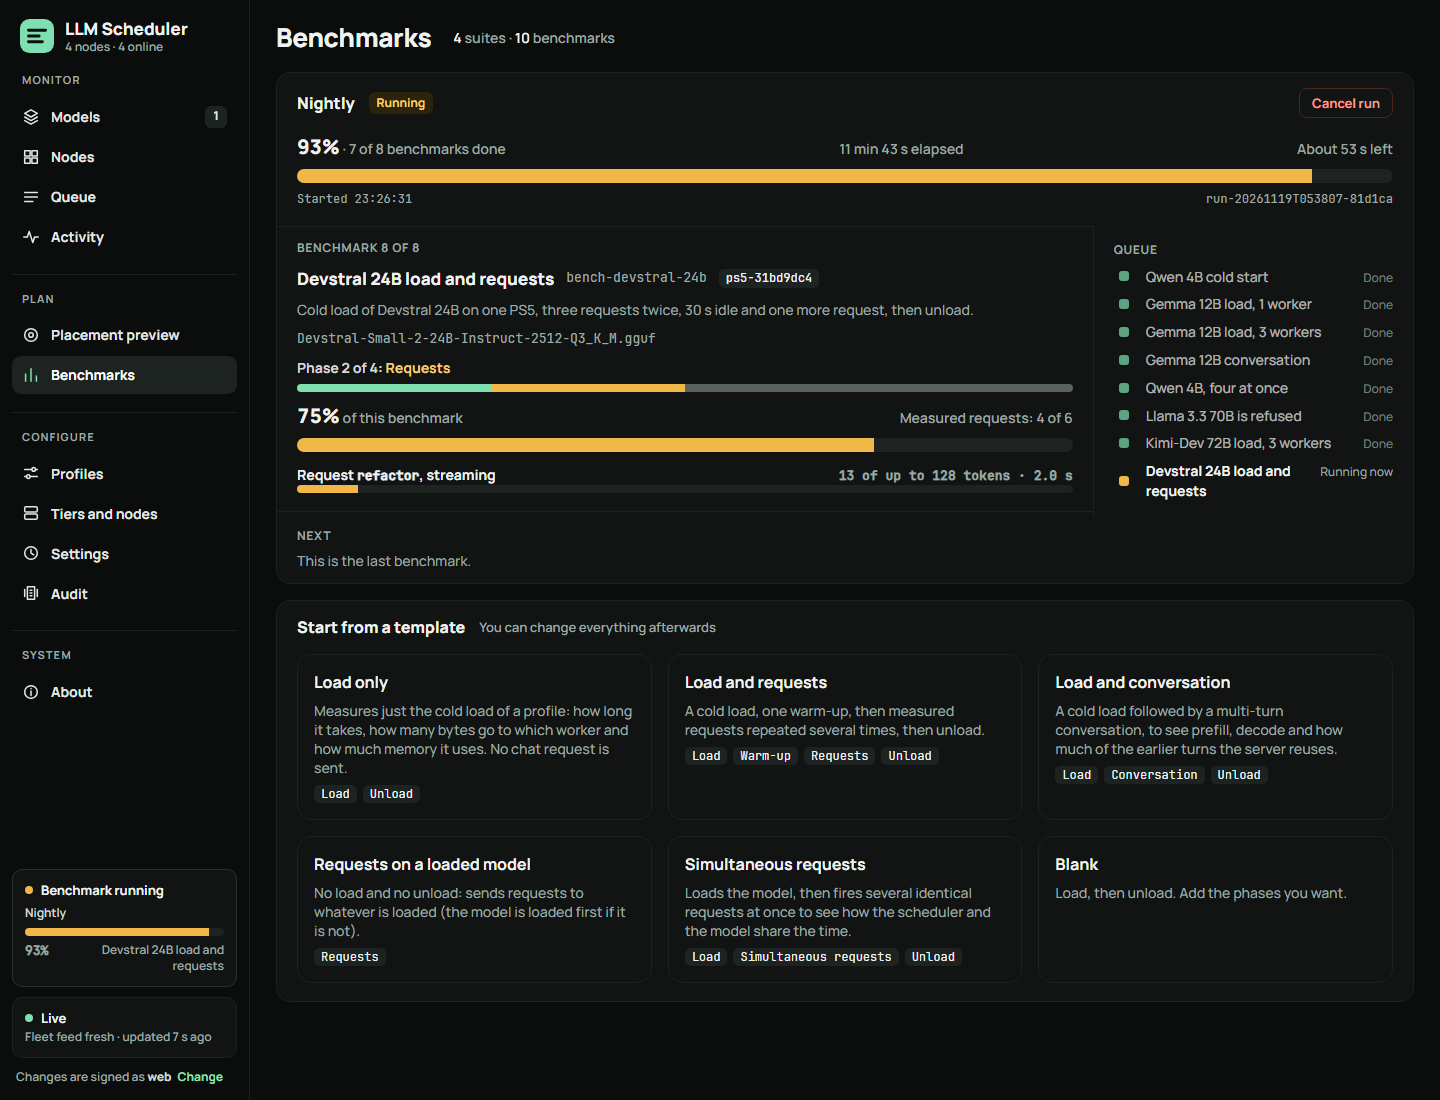 LLM Scheduler
4 nodes · 4 online
MONITOR
Models 1
Nodes
Queue
Activity
PLAN
Placement preview
Benchmarks
CONFIGURE
Profiles
Tiers and nodes
Settings
Audit
SYSTEM
About
Benchmark running
Nightly
93% Devstral 24B load and
requests
Live
Fleet feed fresh · updated 7 s ago
Changes are signed as web Change
Benchmarks 4 suites · 10 benchmarks
Nightly Running Cancel run
93% · 7 of 8 benchmarks done 11 min 43 s elapsed About 53 s left
Started 23:26:31 run-20261119T053807-81d1ca
BENCHMARK 8 OF 8
Devstral 24B load and requests bench-devstral-24b ps5-31bd9dc4
Cold load of Devstral 24B on one PS5, three requests twice, 30 s idle and one more request, then unload.
Devstral-Small-2-24B-Instruct-2512-Q3_K_M.gguf
Phase 2 of 4: Requests
75% of this benchmark Measured requests: 4 of 6
Request refactor, streaming 13 of up to 128 tokens · 2.0 s
QUEUE
Qwen 4B cold start Done
Gemma 12B load, 1 worker Done
Gemma 12B load, 3 workers Done
Gemma 12B conversation Done
Qwen 4B, four at once Done
Llama 3.3 70B is refused Done
Kimi-Dev 72B load, 3 workers Done
Devstral 24B load and Running now
requests
NEXT
This is the last benchmark.
Start from a template You can change everything afterwards
Load only
Measures just the cold load of a profile: how long
it takes, how many bytes go to which worker and
how much memory it uses. No chat request is
sent.
Load Unload
Load and requests
A cold load, one warm-up, then measured
requests repeated several times, then unload.
Load Warm-up Requests Unload
Load and conversation
A cold load followed by a multi-turn
conversation, to see prefill, decode and how
much of the earlier turns the server reuses.
Load Conversation Unload
Requests on a loaded model
No load and no unload: sends requests to
whatever is loaded (the model is loaded first if it
is not).
Requests
Simultaneous requests
Loads the model, then fires several identical
requests at once to see how the scheduler and
the model share the time.
Load Simultaneous requests Unload
Blank
Load, then unload. Add the phases you want.